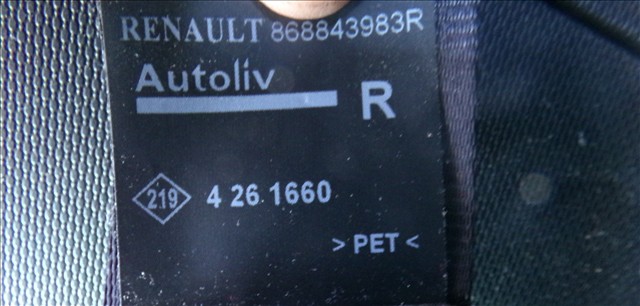 RENAULT 868843983R
Autoliv
R
219 4 26 1660
>PET<